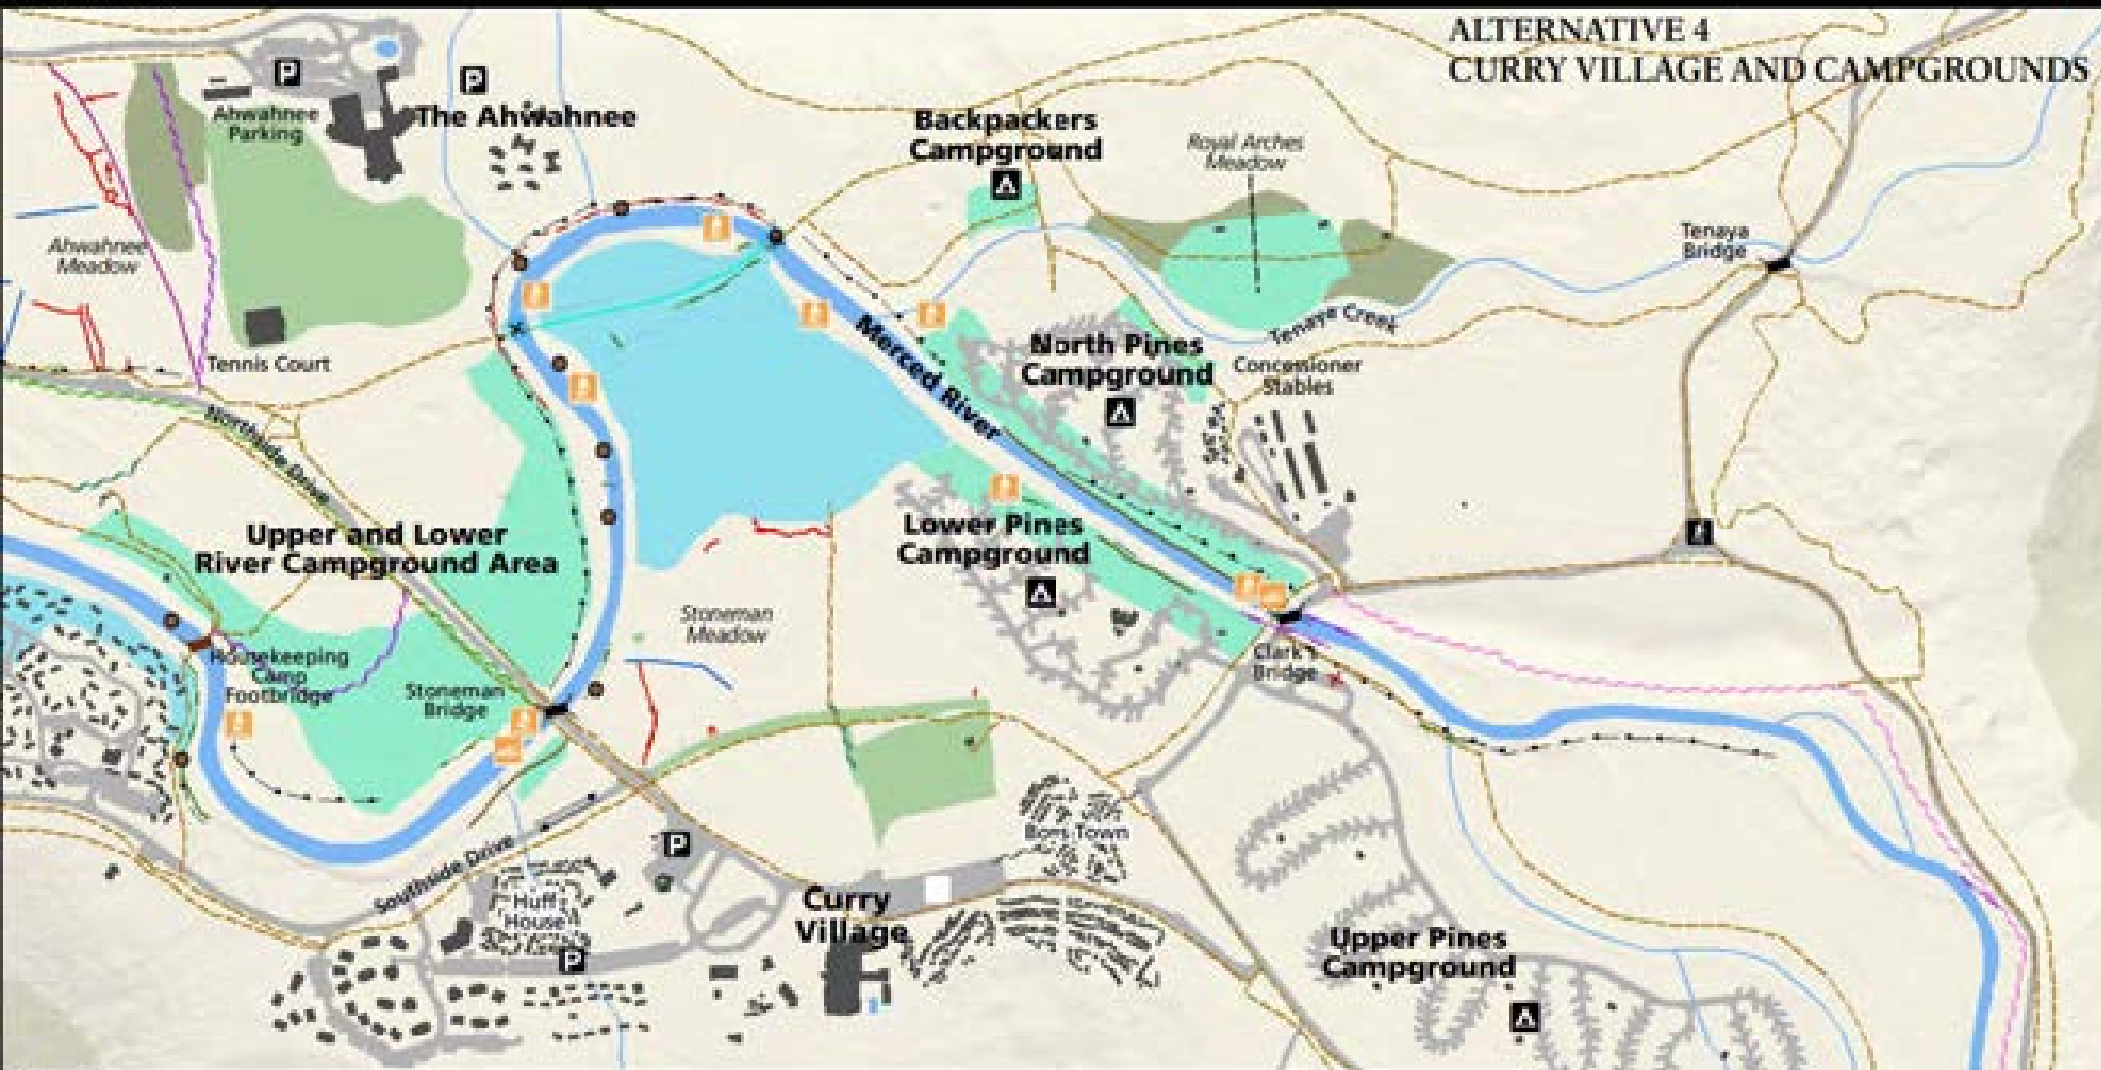 ALTERNATIVE 4
CURRY VILLAGE AND CAMPGROUNDS
P
P
The Ahwahnee
Ahwahnee
Parking
Backpackers
Campground
Royal Arches
Meadow
Ahwahnee
Meadow
Tenaya
Bridge
Tenaya Creek
Merced River
North Pines
Campground
Concessioner
Stables
Tennis Court
Northside Drive
Upper and Lower
River Campground Area
Lower Pines
Campground
Stoneman
Meadow
Housekeeping
Camp
Footbridge
Stoneman
Bridge
Clark's
Bridge
P
Southside Drive
Boys Town
Huff
House
Curry
Village
P
Upper Pines
Campground